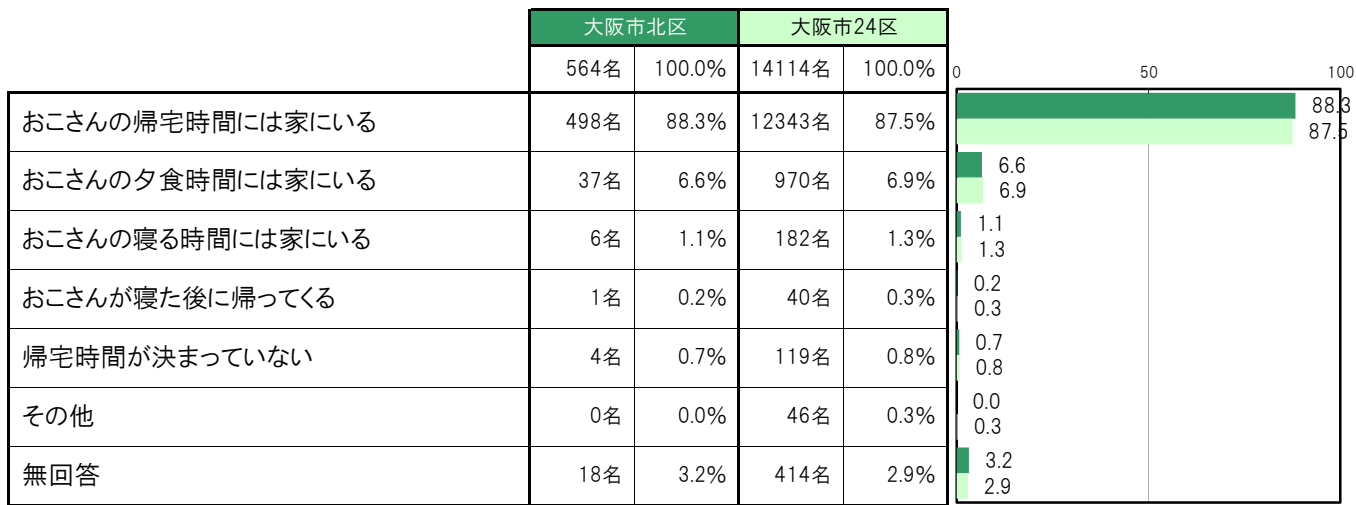 大阪市北区 大阪市24区
564名 100.0% 14114名 100.0% 0 50 100
おこさんの帰宅時間には家にいる 498名 88.3% 12343名 87.5% 88.3
87.5
おこさんの夕食時間には家にいる 37名 6.6% 970名 6.9% 6.6
6.9
おこさんの寝る時間には家にいる 6名 1.1% 182名 1.3% 1.1
1.3
おこさんが寝た後に帰ってくる 1名 0.2% 40名 0.3% 0.2
0.3
帰宅時間が決まっていない 4名 0.7% 119名 0.8% 0.7
0.8
その他 0名 0.0% 46名 0.3% 0.0
0.3
無回答 18名 3.2% 414名 2.9% 3.2
2.9